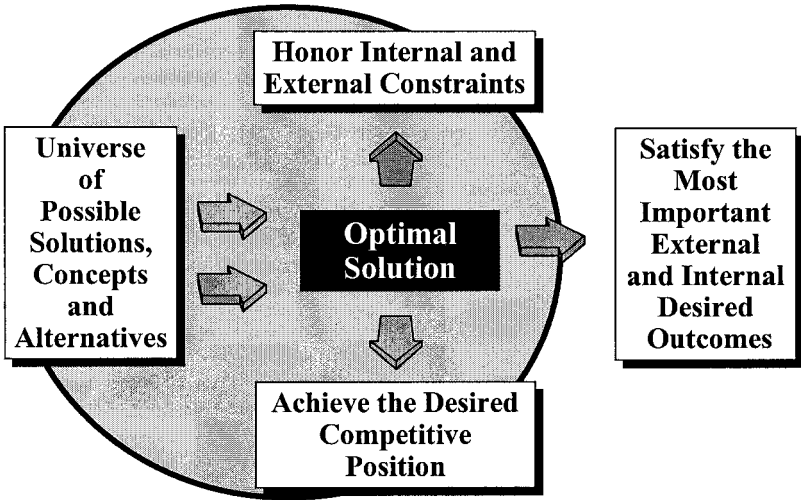 Honor Internal and
External Constraints
Universe
of
Possible
Solutions,
Concepts
and
Alternatives
Optimal
Solution
Satisfy the
Most
Important
External
and Internal
Desired
Outcomes
Achieve the Desired
Competitive
Position